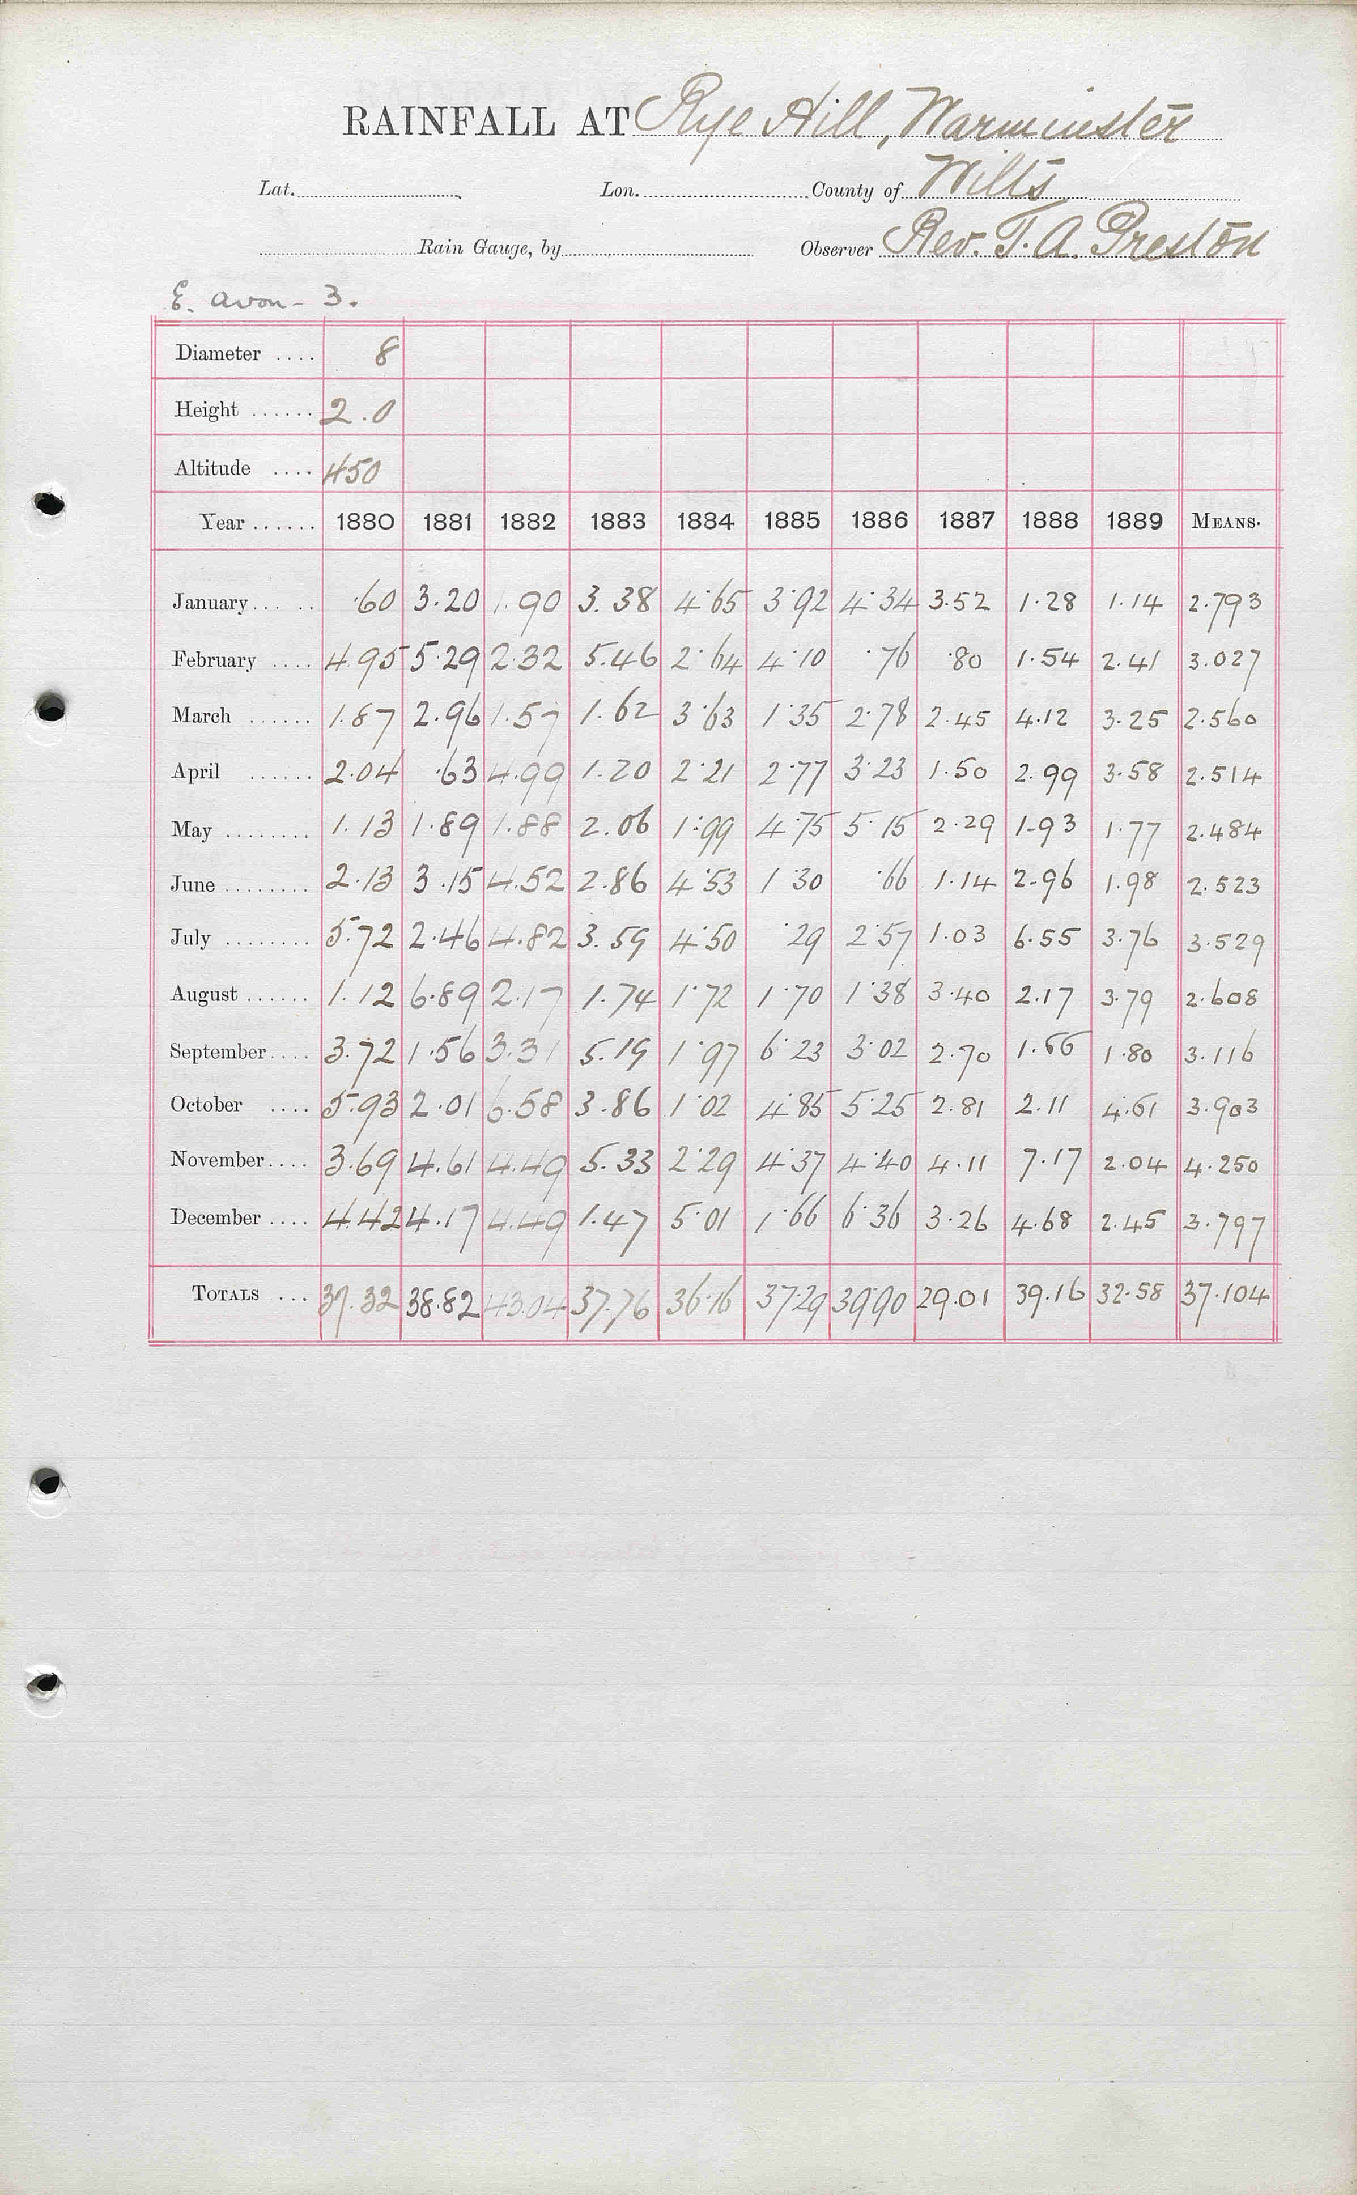 RAINFALL AT Rye Hill, Warminster
Lat. Lon. County of Wilts
Rain Gauge, by Observer Rev. T. A. Preston
E. Avon - 3.
Diameter .... 8
Height ...... 2.0
Altitude .... 450
Year ...... 1880 1881 1882 1883 1884 1885 1886 1887 1888 1889 MEANS.
January ... .. .60 3.20 1.90 3.38 4.65 3.92 4.34 3.52 1.28 1.14 2.793
February .... 4.95 5.29 2.32 5.46 2.64 4.10 .76 .80 1.54 2.41 3.027
March ...... 1.87 2.96 1.57 1.62 3.63 1.35 2.78 2.45 4.12 3.25 2.560
April ...... 2.04 .63 4.99 1.20 2.21 2.77 3.23 1.50 2.99 3.58 2.514
May ........ 1.13 1.89 1.88 2.06 1.99 4.75 5.15 2.29 1.93 1.77 2.484
June ........ 2.13 3.15 4.52 2.86 4.53 1 30 .66 1.14 2.96 1.98 2.523
July ........ 5.72 2.46 4.82 3.59 4.50 .29 2.57 1.03 6.55 3.76 3.529
August ...... 1.12 6.89 2.17 1.74 1.72 1.70 1.38 3.40 2.17 3.79 2.608
September .... 3.72 1.56 3.31 5.19 1.97 6.23 3.02 2.70 1.66 1.80 3.116
October .... 5.93 2.01 6.58 3.86 1.02 4.85 5.25 2.81 2.11 4.61 3.903
November .... 3.69 4.61 4.49 5.33 2.29 4.37 4.40 4.11 7.17 2.04 4.250
December .... 4.42 4.17 4.49 1.47 5.01 1.66 6.36 3.26 4.68 2.45 3.797
TOTALS ... 37.32 38.82 43.04 37.76 36.16 37.29 39.90 29.01 39.16 32.58 37.104